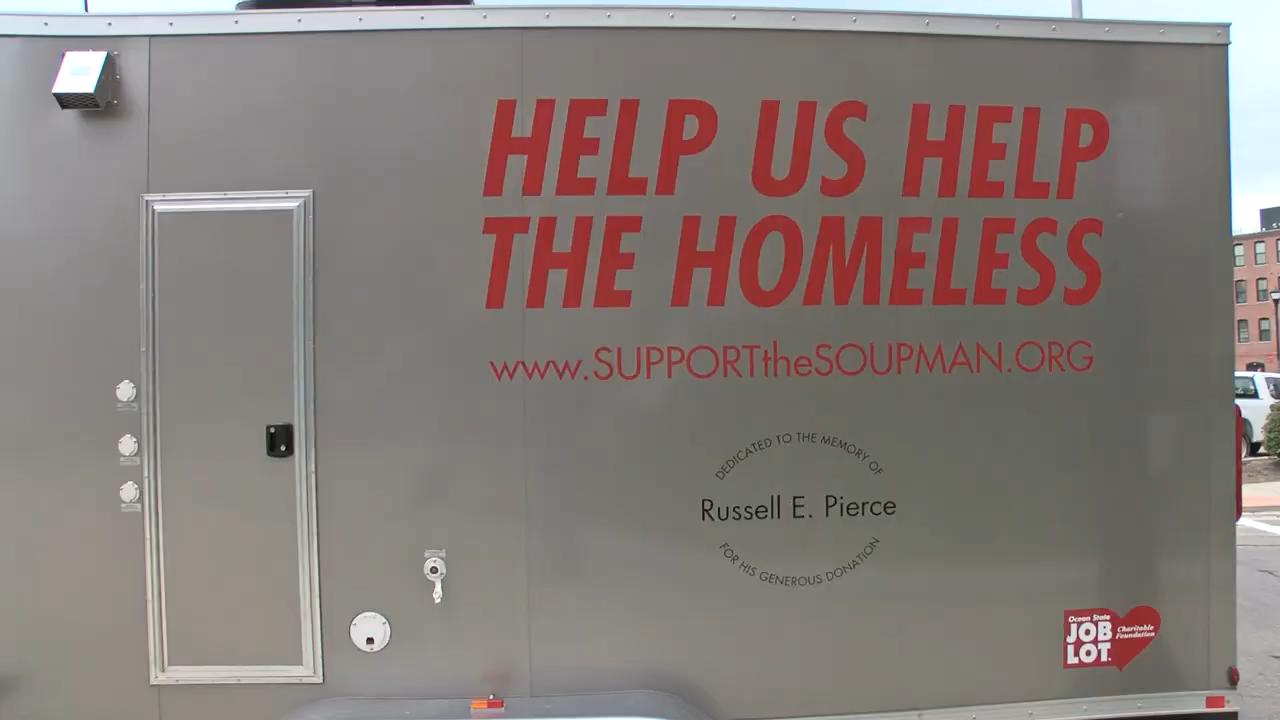 HELP US HELP
THE HOMELESS
www.SUPPORTtheSOUPMAN.ORG
DEDICATED TO THE MEMORY OF
Russell E. Pierce
FOR HIS GENEROUS DONATION
Ocean State
JOB
LOT.
Charitable
Foundation